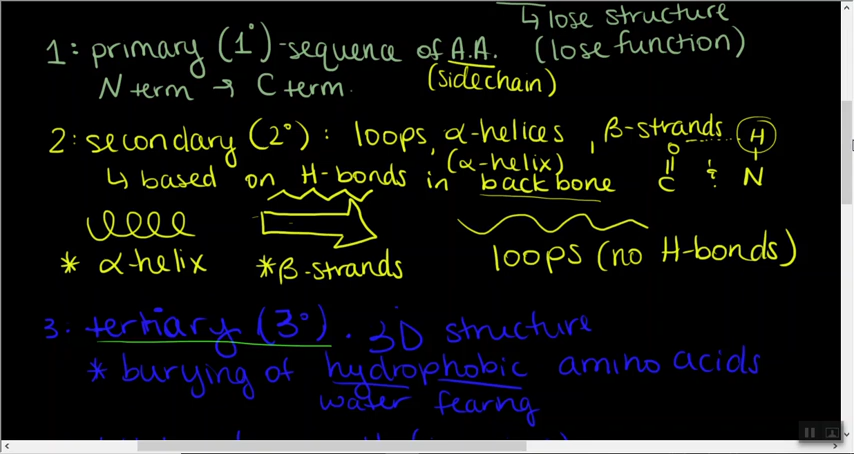 ↳ lose structure
1: primary (1°)-sequence of A.A. (lose function)
N term → C term. (sidechain)
2: secondary (2°): loops, α-helices, β-strands
(α-helix)
↳ based on H-bonds in backbone
O H
C & N
* α-helix *β-strands loops (no H-bonds)
3. tertiary (3°). 3D structure
* burying of hydrophobic amino acids
water fearing